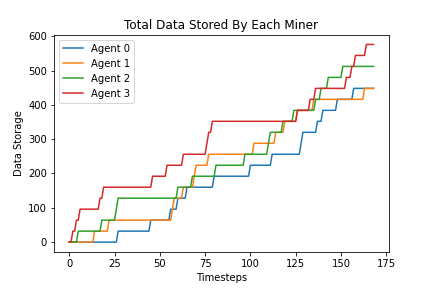 Total Data Stored By Each Miner
Agent 0
Agent 1
Agent 2
Agent 3
600
500
400
300
200
100
0
Data Storage
0 25 50 75 100 125 150 175
Timesteps